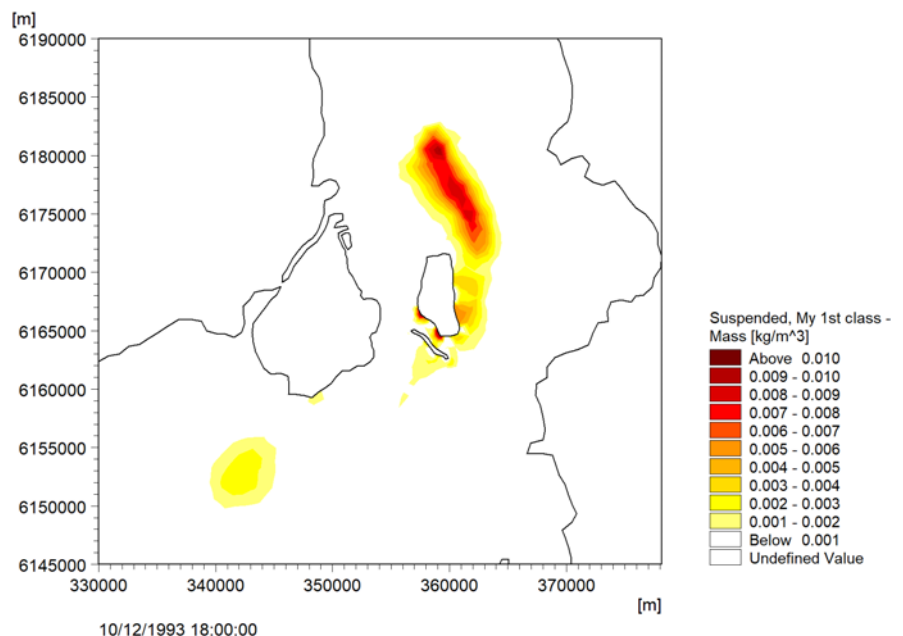 [m]
6190000
6185000
6180000
6175000
6170000
6165000
6160000
6155000
6150000
6145000
330000 340000 350000 360000 370000
[m]
10/12/1993 18:00:00
Suspended, My 1st class -
Mass [kg/m^3]
Above 0.010
0.009 - 0.010
0.008 - 0.009
0.007 - 0.008
0.006 - 0.007
0.005 - 0.006
0.004 - 0.005
0.003 - 0.004
0.002 - 0.003
0.001 - 0.002
Below 0.001
Undefined Value